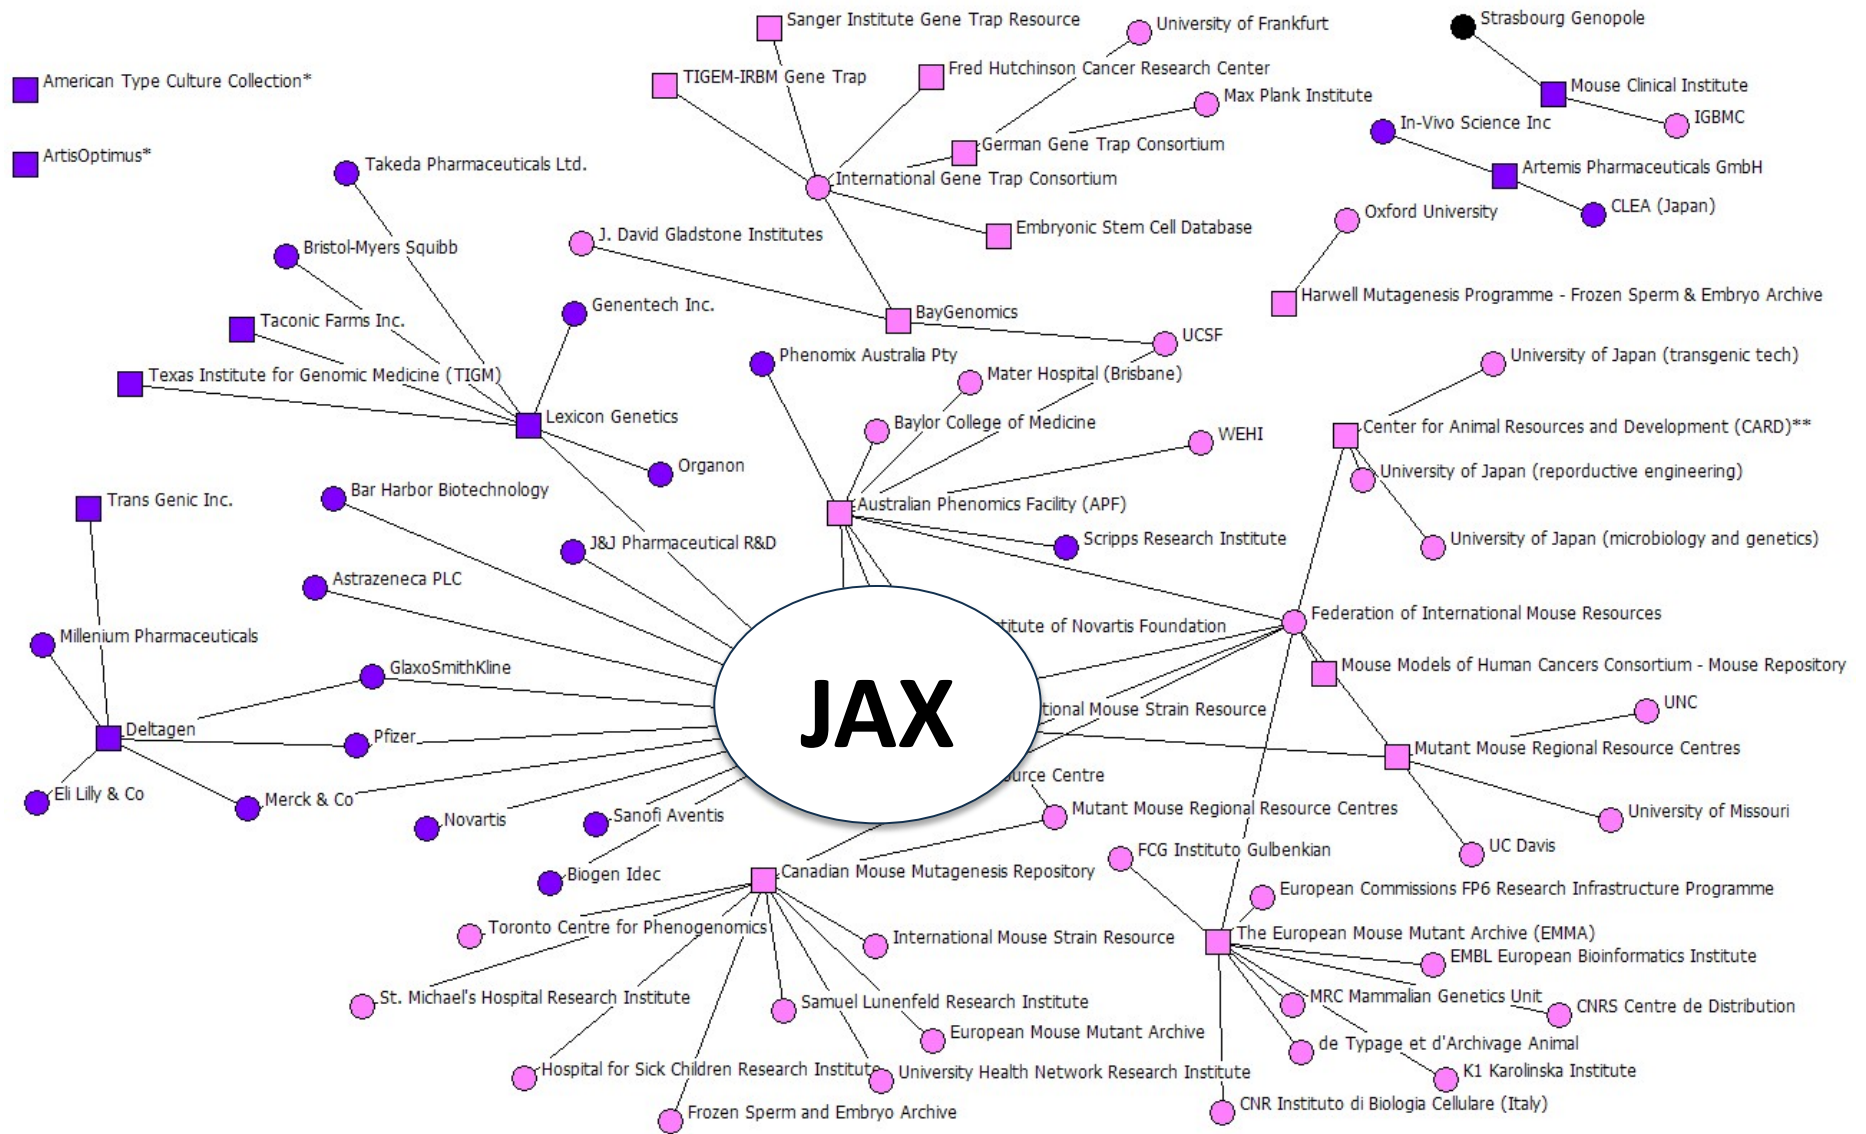 Sanger Institute Gene Trap Resource
University of Frankfurt
Strasbourg Genopole
American Type Culture Collection*
TIGEM-IRBM Gene Trap
Fred Hutchinson Cancer Research Center
Mouse Clinical Institute
Max Plank Institute
In-Vivo Science Inc
IGBMC
ArtisOptimus*
Takeda Pharmaceuticals Ltd.
German Gene Trap Consortium
Artemis Pharmaceuticals GmbH
International Gene Trap Consortium
CLEA (Japan)
Oxford University
Bristol-Myers Squibb
J. David Gladstone Institutes
Embryonic Stem Cell Database
Harwell Mutagenesis Programme - Frozen Sperm & Embryo Archive
Taconic Farms Inc.
Genentech Inc.
BayGenomics
UCSF
Phenomix Australia Pty
University of Japan (transgenic tech)
Texas Institute for Genomic Medicine (TIGM)
Mater Hospital (Brisbane)
Lexicon Genetics
Baylor College of Medicine
WEHI
Center for Animal Resources and Development (CARD)**
Organon
University of Japan (reporductive engineering)
Trans Genic Inc.
Bar Harbor Biotechnology
Australian Phenomics Facility (APF)
J&J Pharmaceutical R&D
Scripps Research Institute
University of Japan (microbiology and genetics)
Astrazeneca PLC
Millenium Pharmaceuticals
titute of Novartis Foundation
Federation of International Mouse Resources
GlaxoSmithKline
Mouse Models of Human Cancers Consortium - Mouse Repository
JAX
tional Mouse Strain Resource
UNC
Deltagen
Pfizer
Mutant Mouse Regional Resource Centres
Eli Lilly & Co
Merck & Co
ource Centre
Novartis
Sanofi Aventis
Mutant Mouse Regional Resource Centres
University of Missouri
FCG Instituto Gulbenkian
UC Davis
Biogen Idec
Canadian Mouse Mutagenesis Repository
European Commissions FP6 Research Infrastructure Programme
Toronto Centre for Phenogenomics
International Mouse Strain Resource
The European Mouse Mutant Archive (EMMA)
EMBL European Bioinformatics Institute
St. Michael's Hospital Research Institute
Samuel Lunenfeld Research Institute
MRC Mammalian Genetics Unit
CNRS Centre de Distribution
European Mouse Mutant Archive
de Typage et d'Archivage Animal
Hospital for Sick Children Research Institute
University Health Network Research Institute
K1 Karolinska Institute
Frozen Sperm and Embryo Archive
CNR Instituto di Biologia Cellulare (Italy)